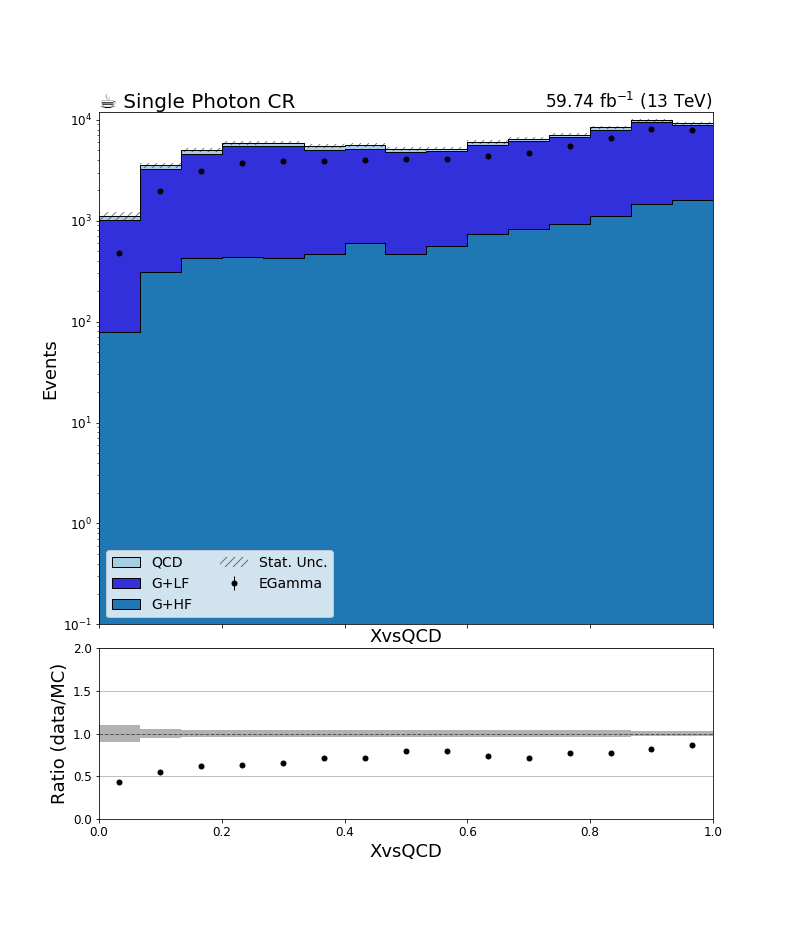 ☕ Single Photon CR
59.74 fb⁻¹ (13 TeV)
Events
10⁴
10³
10²
10¹
10⁰
10⁻¹
QCD
G+LF
G+HF
Stat. Unc.
EGamma
XvsQCD
Ratio (data/MC)
2.0
1.5
1.0
0.5
0.0
0.0 0.2 0.4 0.6 0.8 1.0
XvsQCD